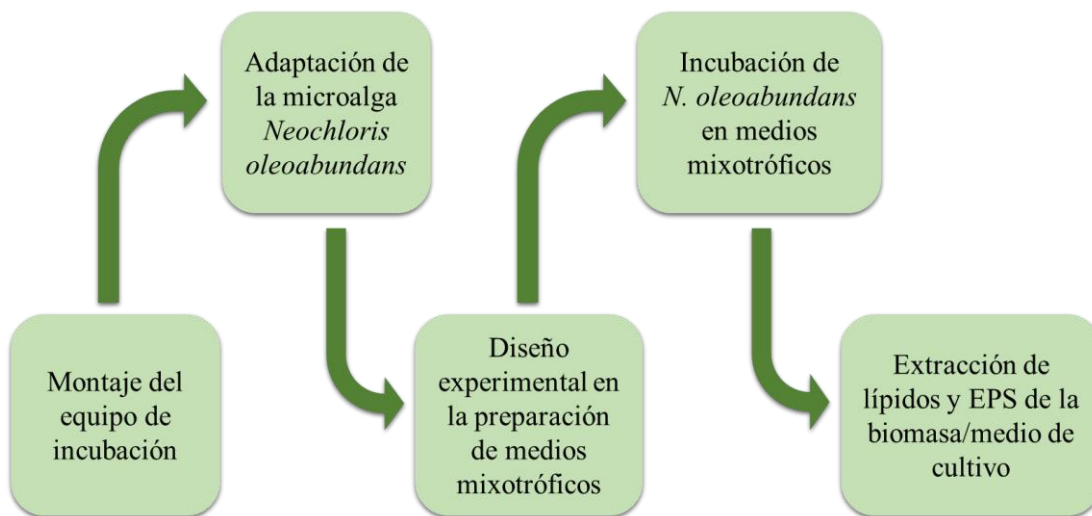 Montaje del
equipo de
incubación
Adaptación de
la microalga
Neochloris
oleoabundans
Diseño
experimental en
la preparación
de medios
mixotróficos
Incubación de
N. oleoabundans
en medios
mixotróficos
Extracción de
lípidos y EPS de la
biomasa/medio de
cultivo